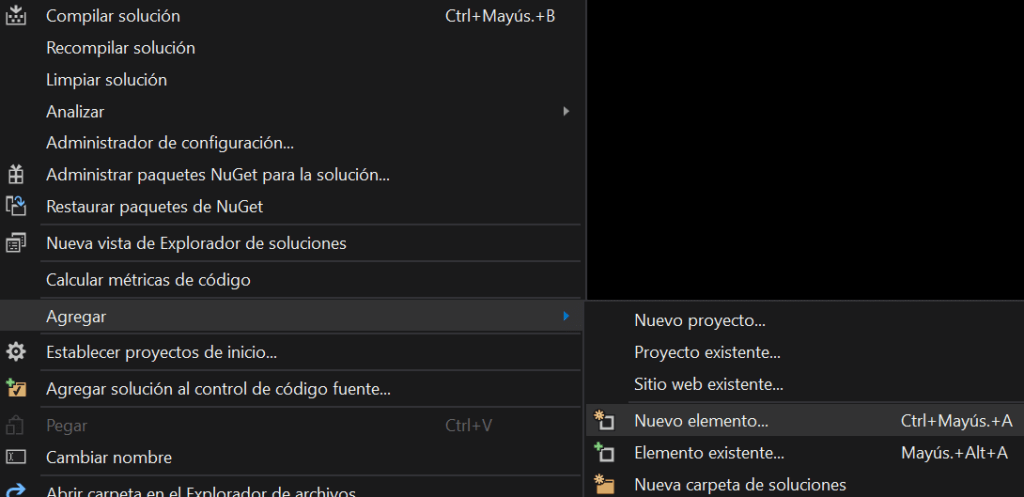 Compilar solución Ctrl+Mayús.+B
Recompilar solución
Limpiar solución
Analizar
Administrador de configuración...
Administrar paquetes NuGet para la solución...
Restaurar paquetes de NuGet
Nueva vista de Explorador de soluciones
Calcular métricas de código
Agregar
Establecer proyectos de inicio...
Agregar solución al control de código fuente...
Pegar Ctrl+V
Cambiar nombre
Abrir carpeta en el Explorador de archivos
Nuevo proyecto...
Proyecto existente...
Sitio web existente...
Nuevo elemento... Ctrl+Mayús.+A
Elemento existente... Mayús.+Alt+A
Nueva carpeta de soluciones